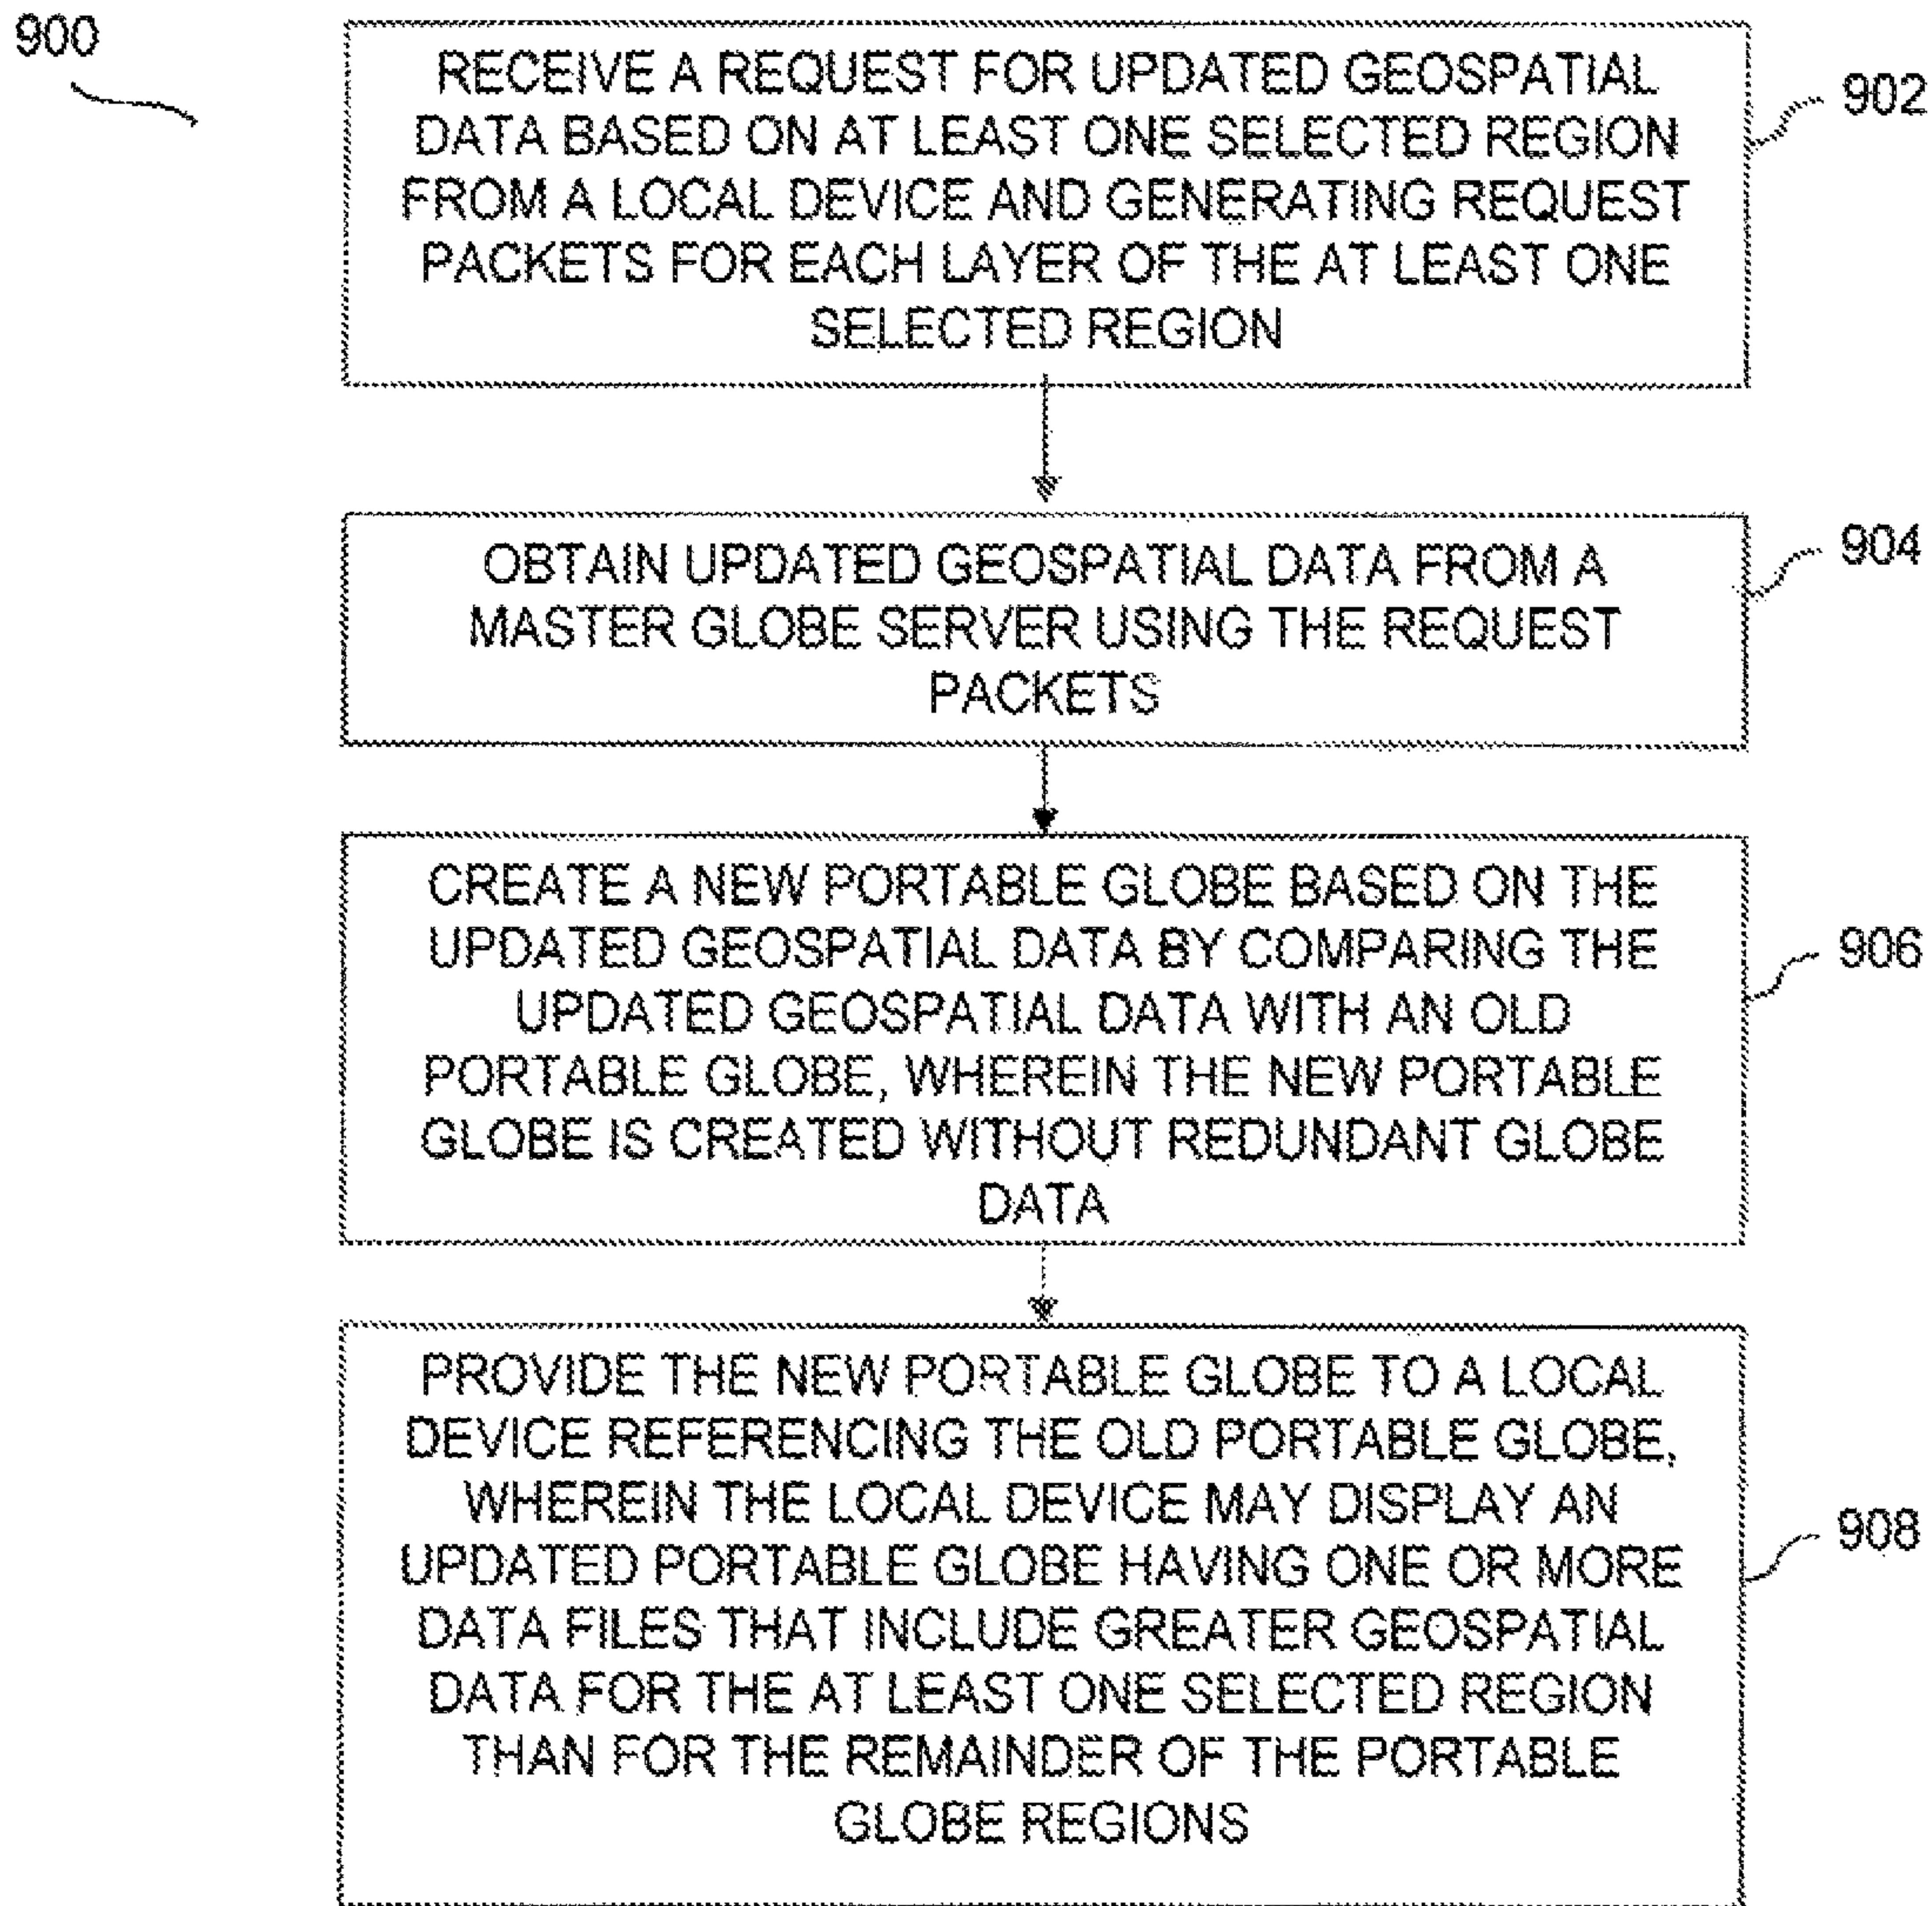 900
RECEIVE A REQUEST FOR UPDATED GEOSPATIAL
DATA BASED ON AT LEAST ONE SELECTED REGION
FROM A LOCAL DEVICE AND GENERATING REQUEST
PACKETS FOR EACH LAYER OF THE AT LEAST ONE
SELECTED REGION
902
OBTAIN UPDATED GEOSPATIAL DATA FROM A
MASTER GLOBE SERVER USING THE REQUEST
PACKETS
904
CREATE A NEW PORTABLE GLOBE BASED ON THE
UPDATED GEOSPATIAL DATA BY COMPARING THE
UPDATED GEOSPATIAL DATA WITH AN OLD
PORTABLE GLOBE, WHEREIN THE NEW PORTABLE
GLOBE IS CREATED WITHOUT REDUNDANT GLOBE
DATA
906
PROVIDE THE NEW PORTABLE GLOBE TO A LOCAL
DEVICE REFERENCING THE OLD PORTABLE GLOBE,
WHEREIN THE LOCAL DEVICE MAY DISPLAY AN
UPDATED PORTABLE GLOBE HAVING ONE OR MORE
DATA FILES THAT INCLUDE GREATER GEOSPATIAL
DATA FOR THE AT LEAST ONE SELECTED REGION
THAN FOR THE REMAINDER OF THE PORTABLE
GLOBE REGIONS
908